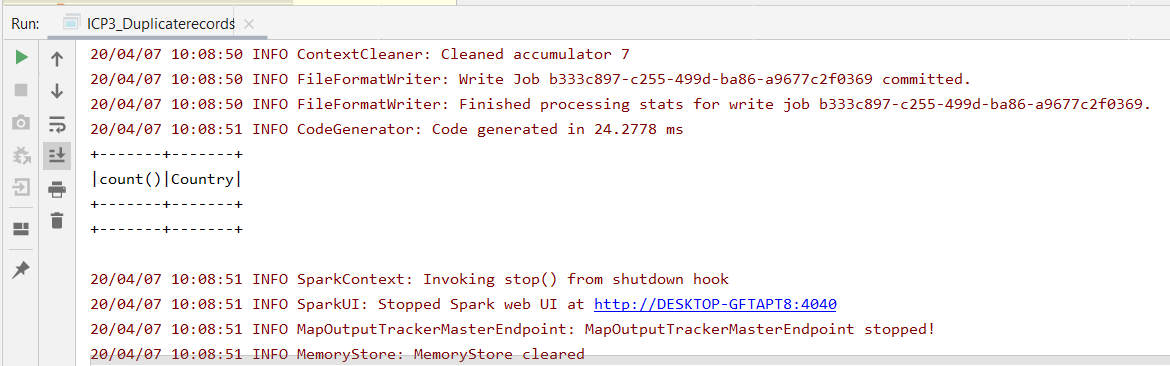 Run: ICP3_Duplicaterecords
20/04/07 10:08:50 INFO ContextCleaner: Cleaned accumulator 7
20/04/07 10:08:50 INFO FileFormatWriter: Write Job b333c897-c255-499d-ba86-a9677c2f0369 committed.
20/04/07 10:08:50 INFO FileFormatWriter: Finished processing stats for write job b333c897-c255-499d-ba86-a9677c2f0369.
20/04/07 10:08:51 INFO CodeGenerator: Code generated in 24.2778 ms
+-------+-------+
|count()|Country|
+-------+-------+
+-------+-------+
20/04/07 10:08:51 INFO SparkContext: Invoking stop() from shutdown hook
20/04/07 10:08:51 INFO SparkUI: Stopped Spark web UI at http://DESKTOP-GFTAPT8:4040
20/04/07 10:08:51 INFO MapOutputTrackerMasterEndpoint: MapOutputTrackerMasterEndpoint stopped!
20/04/07 10:08:51 INFO MemoryStore: MemoryStore cleared